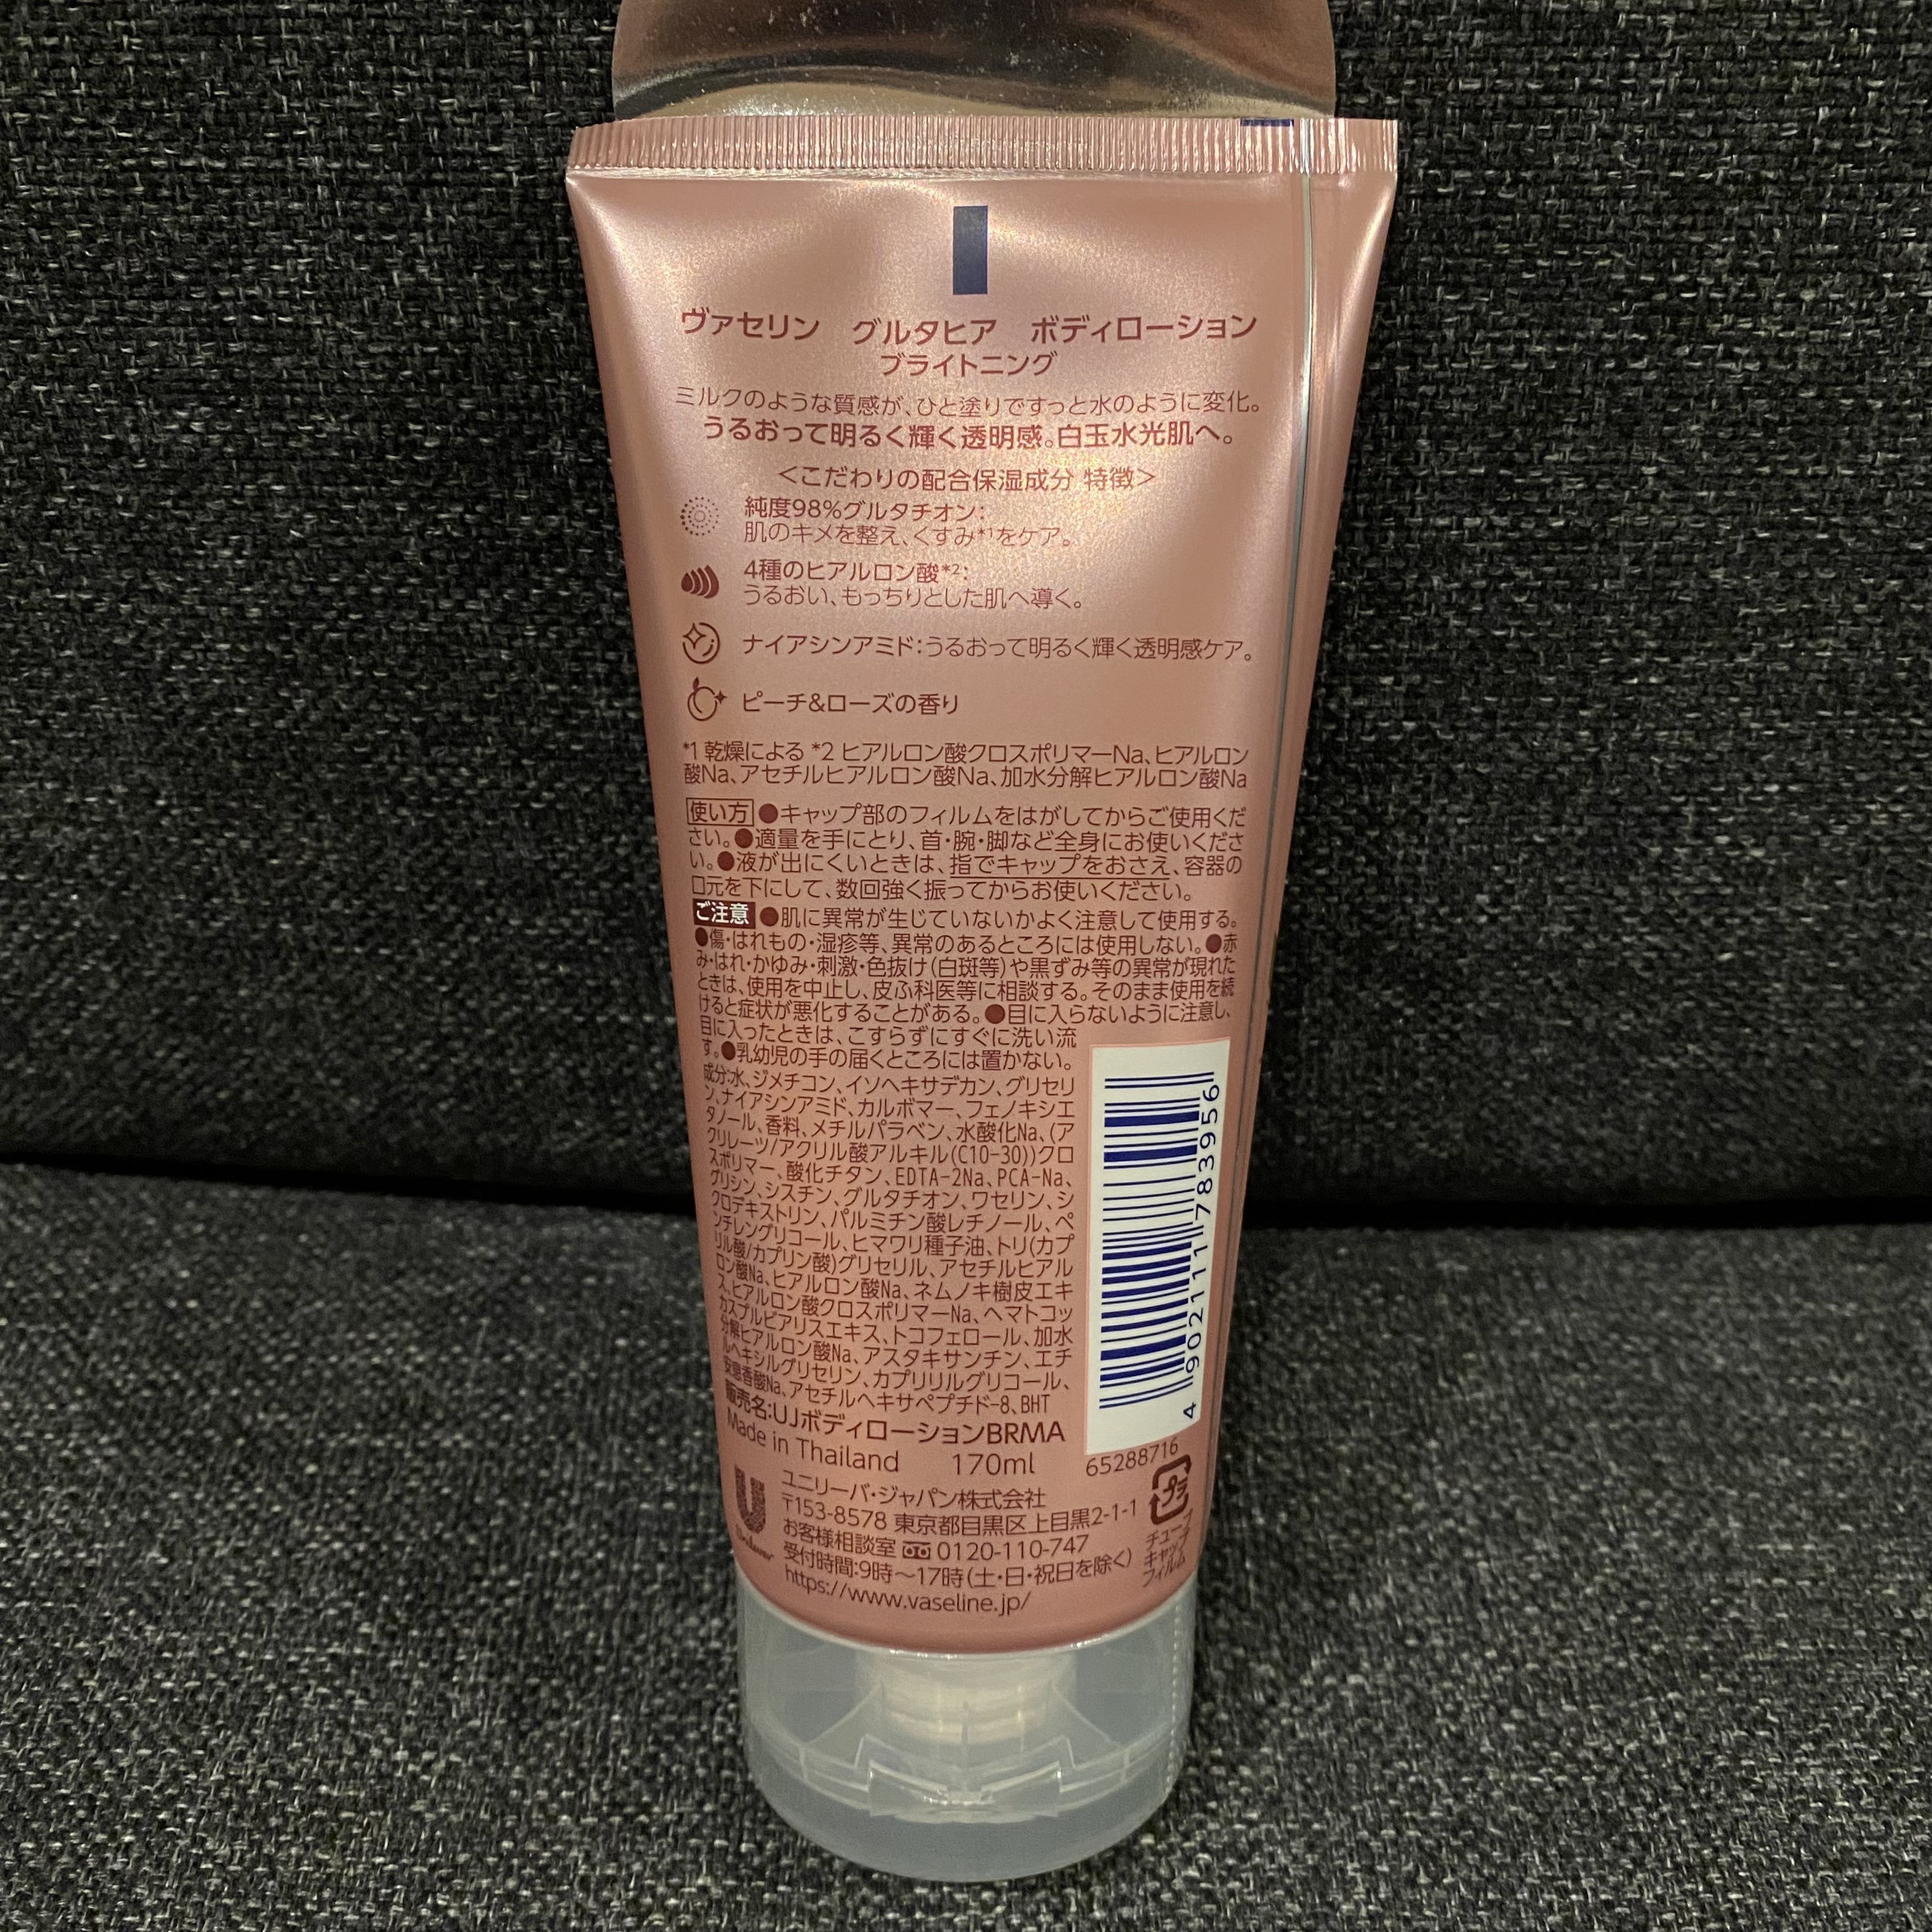 ヴァセリン グルタヒア ボディローション
ブライトニング
ミルクのような質感が、ひと塗りですっと水のように変化。
うるおって明るく輝く透明感。白玉水光肌へ。
＜こだわりの配合保湿成分 特徴＞
純度98%グルタチオン：
肌のキメを整え、くすみ*1をケア。
4種のヒアルロン酸*2：
うるおい、もっちりとした肌へ導く。
ナイアシンアミド：うるおって明るく輝く透明感ケア。
ピーチ&ローズの香り
*1 乾燥による *2 ヒアルロン酸クロスポリマーNa、ヒアルロン
酸Na、アセチルヒアルロン酸Na、加水分解ヒアルロン酸Na
使い方 ●キャップ部のフィルムをはがしてからご使用くだ
さい。●適量を手にとり、首・腕・脚など全身にお使いくださ
い。●液が出にくいときは、指でキャップをおさえ、容器の
口元を下にして、数回強く振ってからお使いください。
ご注意 ●肌に異常が生じていないかよく注意して使用する。
●傷・はれもの・湿疹等、異常のあるところには使用しない。●赤
み・はれ・かゆみ・刺激・色抜け（白斑等）や黒ずみ等の異常が現れた
ときは、使用を中止し、皮ふ科医等に相談する。そのまま使用を続
けると症状が悪化することがある。●目に入らないように注意し、
目に入ったときは、こすらずにすぐに洗い流
す。●乳幼児の手の届くところには置かない。
成分:水、ジメチコン、イソヘキサデカン、グリセリ
ン、ナイアシンアミド、カルボマー、フェノキシエ
タノール、香料、メチルパラベン、水酸化Na、(ア
クリレーツ/アクリル酸アルキル(C10-30))クロ
スポリマー、酸化チタン、EDTA-2Na、PCA-Na、
グリシン、シスチン、グルタチオン、ワセリン、シ
クロデキストリン、パルミチン酸レチノール、ペ
ンチレングリコール、ヒマワリ種子油、トリ(カプ
リル酸/カプリン酸)グリセリル、アセチルヒアル
ロン酸Na、ヒアルロン酸Na、ネムノキ樹皮エキ
ス、ヒアルロン酸クロスポリマーNa、ヘマトコッ
カスプルビアリスエキス、トコフェロール、加水
分解ヒアルロン酸Na、アスタキサンチン、エチ
ルヘキシルグリセリン、カプリリルグリコール、
安息香酸Na、アセチルヘキサペプチド-8、BHT
販売名：UJボディローションBRMA
Made in Thailand 170ml
4 902111 783956
65288716
ユニリーバ・ジャパン株式会社
〒153-8578 東京都目黒区上目黒2-1-1
お客様相談室 0120-110-747
受付時間：9時～17時（土・日・祝日を除く）
https://www.vaseline.jp/
Unilever
プラ
チューブ
キャップ
フィルム